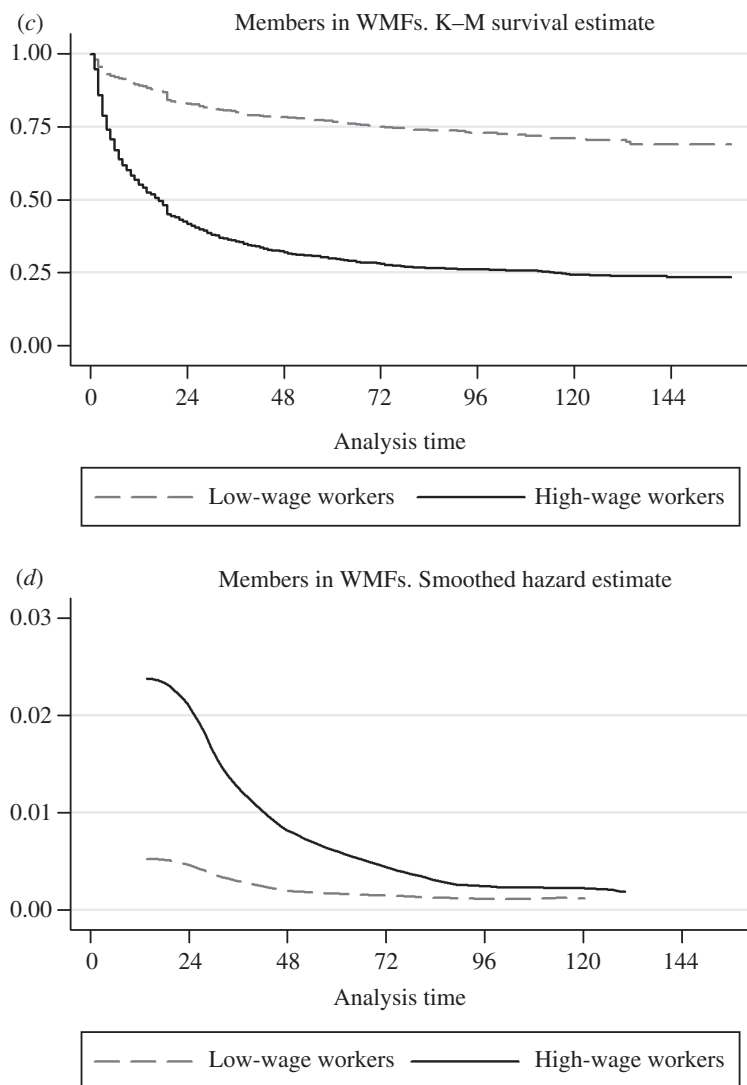 (c) Members in WMFs. K–M survival estimate
1.00
0.75
0.50
0.25
0.00
0 24 48 72 96 120 144
Analysis time
Low-wage workers High-wage workers
(d) Members in WMFs. Smoothed hazard estimate
0.03
0.02
0.01
0.00
0 24 48 72 96 120 144
Analysis time
Low-wage workers High-wage workers